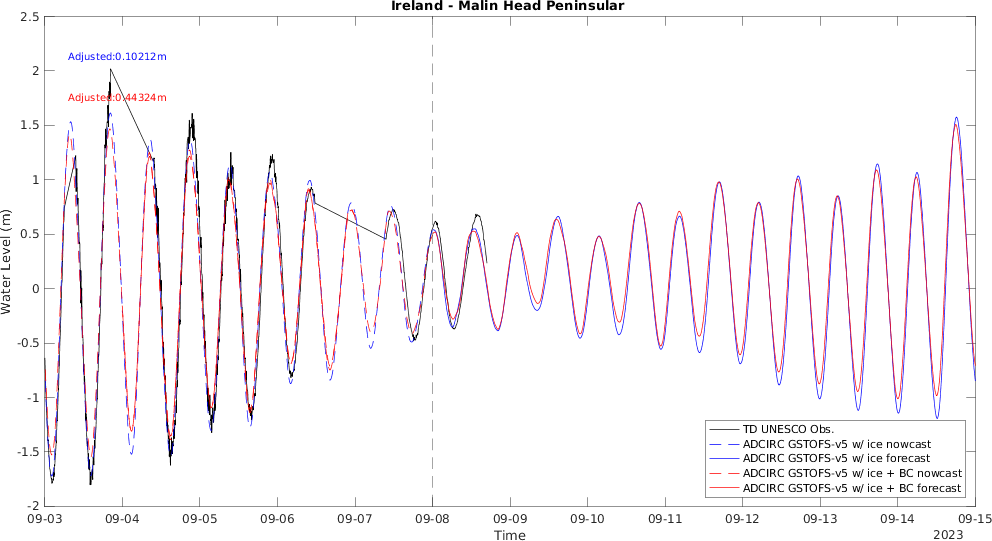 Ireland - Malin Head Peninsular
Adjusted:0.10212m
Adjusted:0.44324m
Water Level (m)
2.5
2
1.5
1
0.5
0
-0.5
-1
-1.5
-2
TD UNESCO Obs.
ADCIRC GSTOFS-v5 w/ ice nowcast
ADCIRC GSTOFS-v5 w/ ice forecast
ADCIRC GSTOFS-v5 w/ ice + BC nowcast
ADCIRC GSTOFS-v5 w/ ice + BC forecast
09-03 09-04 09-05 09-06 09-07 09-08 09-09 09-10 09-11 09-12 09-13 09-14 09-15
Time
2023